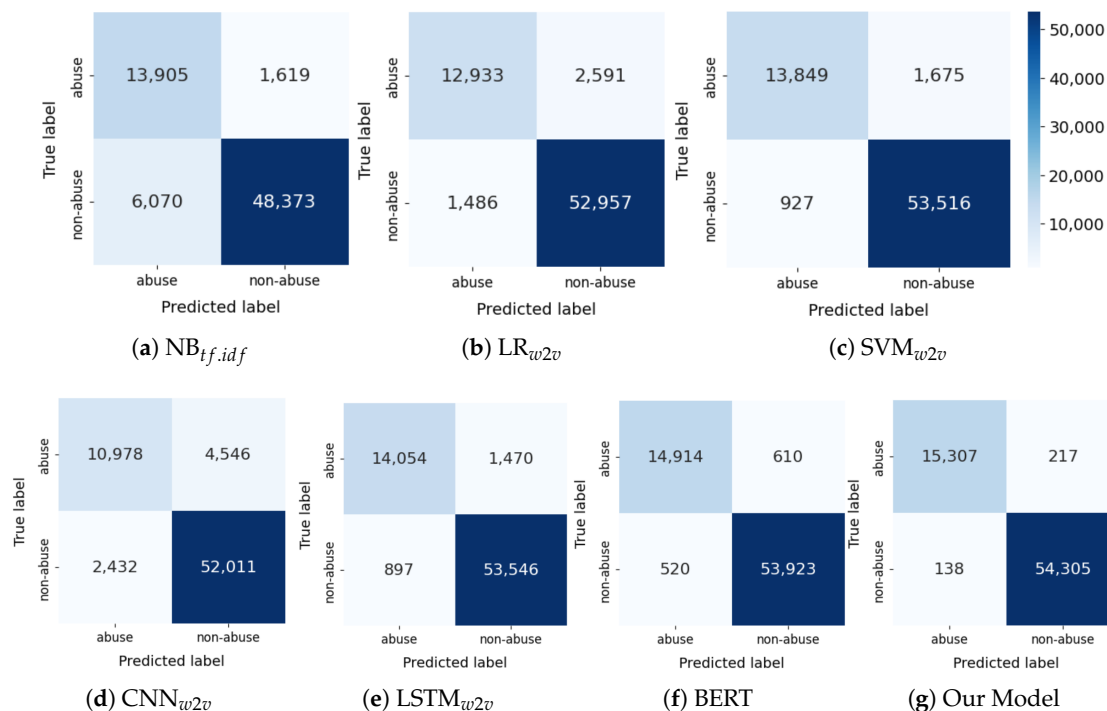 abuse
13,905 1,619
True label
non-abuse
6,070 48,373
abuse non-abuse
Predicted label
(a) NBtf.idf
abuse
12,933 2,591
True label
non-abuse
1,486 52,957
abuse non-abuse
Predicted label
(b) LRw2v
abuse
13,849 1,675
True label
non-abuse
927 53,516
abuse non-abuse
Predicted label
(c) SVMw2v
50,000
40,000
30,000
20,000
10,000
abuse
10,978 4,546
True label
non-abuse
2,432 52,011
abuse non-abuse
Predicted label
(d) CNNw2v
abuse
14,054 1,470
True label
non-abuse
897 53,546
abuse non-abuse
Predicted label
(e) LSTMw2v
abuse
14,914 610
True label
non-abuse
520 53,923
abuse non-abuse
Predicted label
(f) BERT
abuse
15,307 217
True label
non-abuse
138 54,305
abuse non-abuse
Predicted label
(g) Our Model